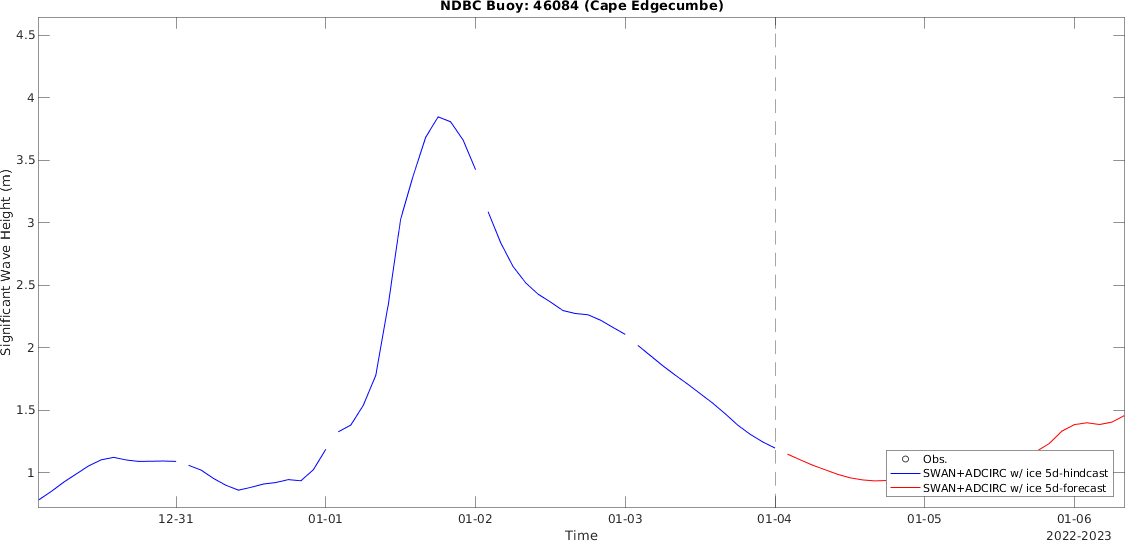 NDBC Buoy: 46084 (Cape Edgecumbe)
Significant Wave Height (m)
4.5
4
3.5
3
2.5
2
1.5
1
Obs.
SWAN+ADCIRC w/ ice 5d-hindcast
SWAN+ADCIRC w/ ice 5d-forecast
12-31
01-01
01-02
01-03
01-04
01-05
01-06
Time
2022-2023